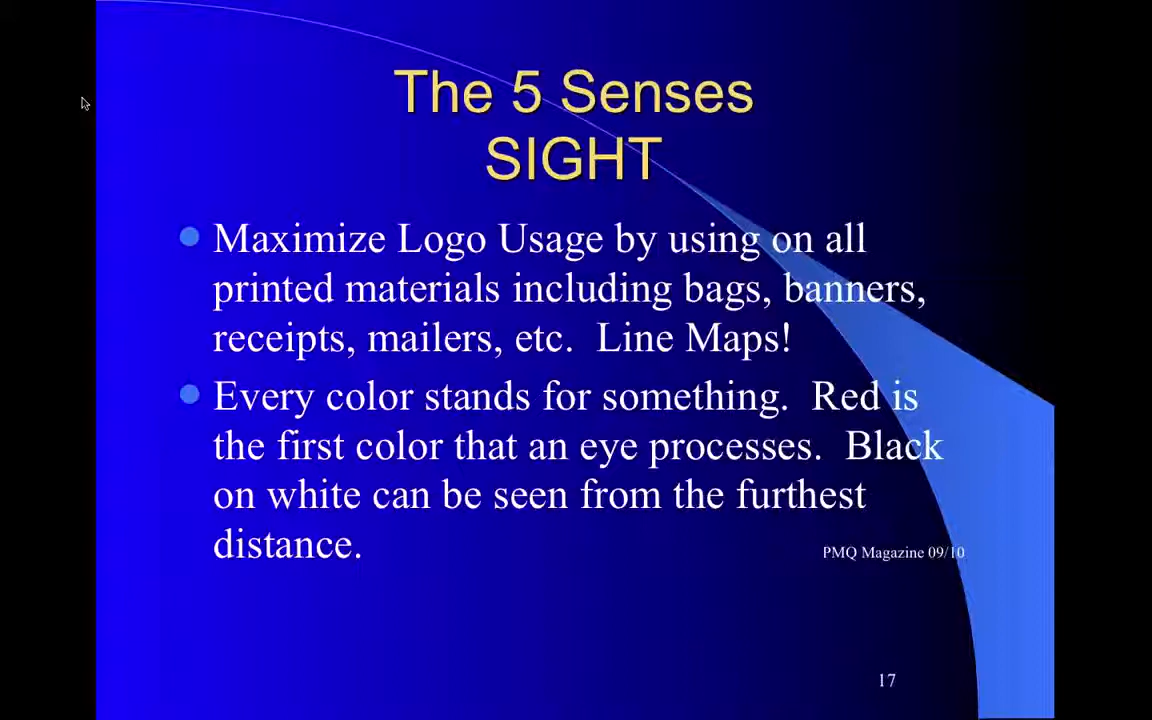 The 5 Senses
SIGHT
Maximize Logo Usage by using on all
printed materials including bags, banners,
receipts, mailers, etc.  Line Maps!
Every color stands for something.  Red is
the first color that an eye processes.  Black
on white can be seen from the furthest
distance.
PMQ Magazine 09/10
17